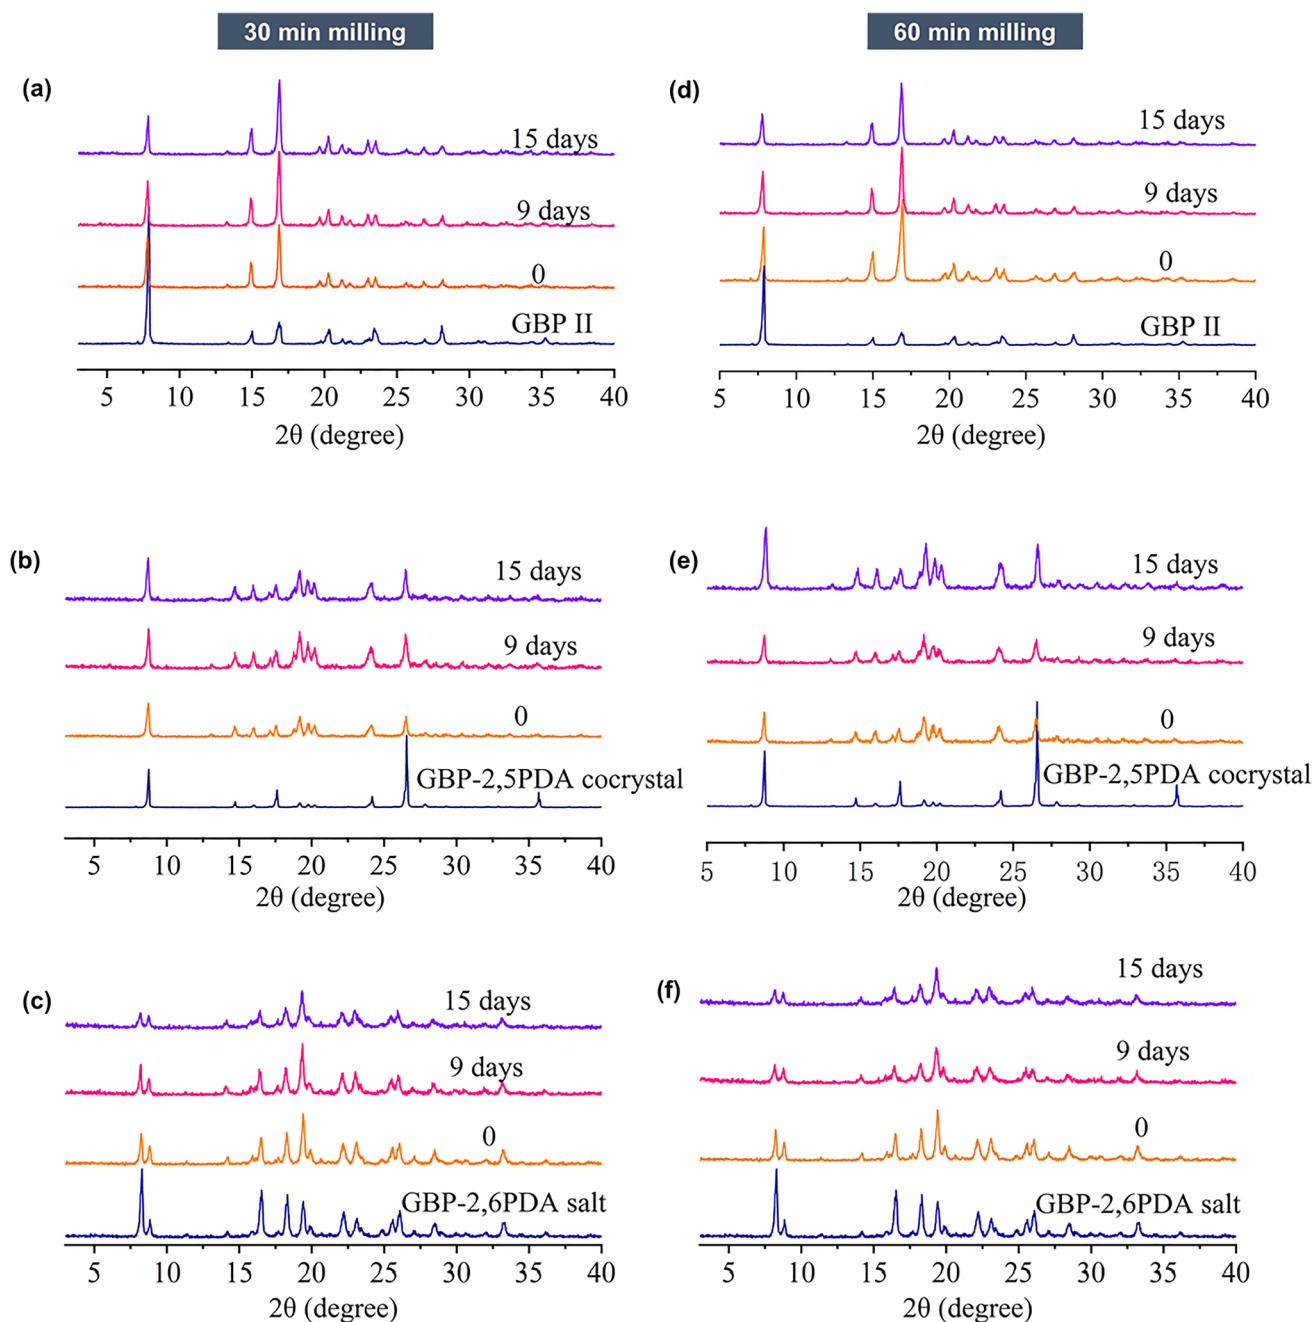 30 min milling
60 min milling
(a)
15 days
9 days
0
GBP II
5 10 15 20 25 30 35 40
2θ (degree)
(d)
15 days
9 days
0
GBP II
5 10 15 20 25 30 35 40
2θ (degree)
(b)
15 days
9 days
0
GBP-2,5PDA cocrystal
5 10 15 20 25 30 35 40
2θ (degree)
(e)
15 days
9 days
0
GBP-2,5PDA cocrystal
5 10 15 20 25 30 35 40
2θ (degree)
(c)
15 days
9 days
0
GBP-2,6PDA salt
5 10 15 20 25 30 35 40
2θ (degree)
(f)
15 days
9 days
0
GBP-2,6PDA salt
5 10 15 20 25 30 35 40
2θ (degree)